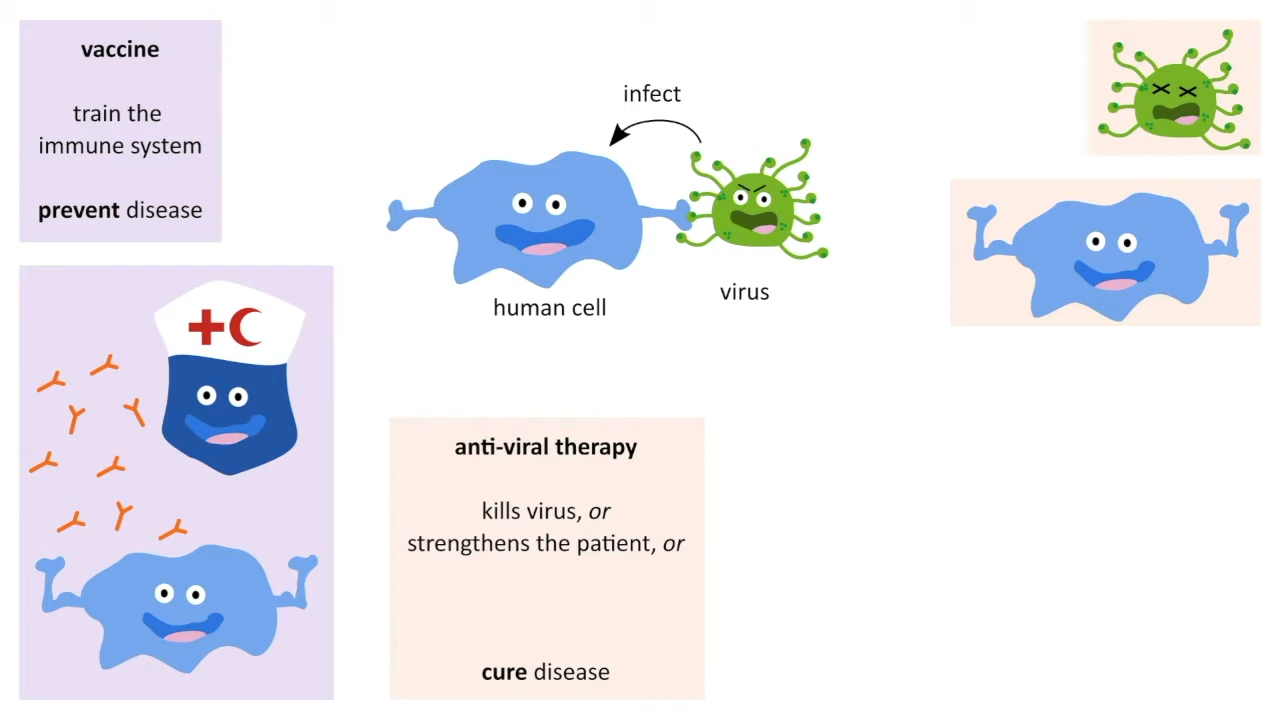 vaccine
train the
immune system
prevent disease
infect
human cell
virus
anti-viral therapy
kills virus, or
strengthens the patient, or
cure disease